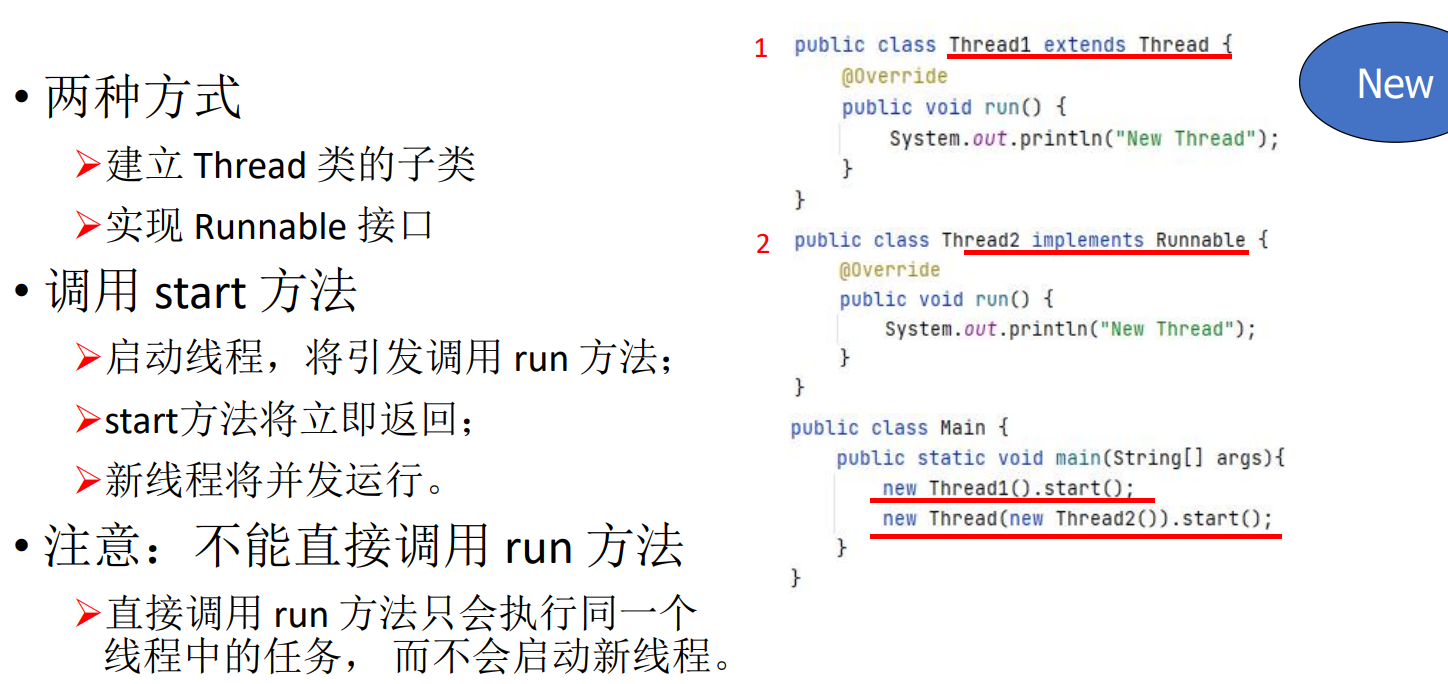 • 两种方式
➢建立 Thread 类的子类
➢实现 Runnable 接口
• 调用 start 方法
➢启动线程，将引发调用 run 方法；
➢start方法将立即返回；
➢新线程将并发运行。
• 注意：不能直接调用 run 方法
➢直接调用 run 方法只会执行同一个
线程中的任务， 而不会启动新线程。
1 public class Thread1 extends Thread {
@Override
public void run() {
System.out.println("New Thread");
}
}
2 public class Thread2 implements Runnable {
@Override
public void run() {
System.out.println("New Thread");
}
}
public class Main {
public static void main(String[] args){
new Thread1().start();
new Thread(new Thread2()).start();
}
}
New